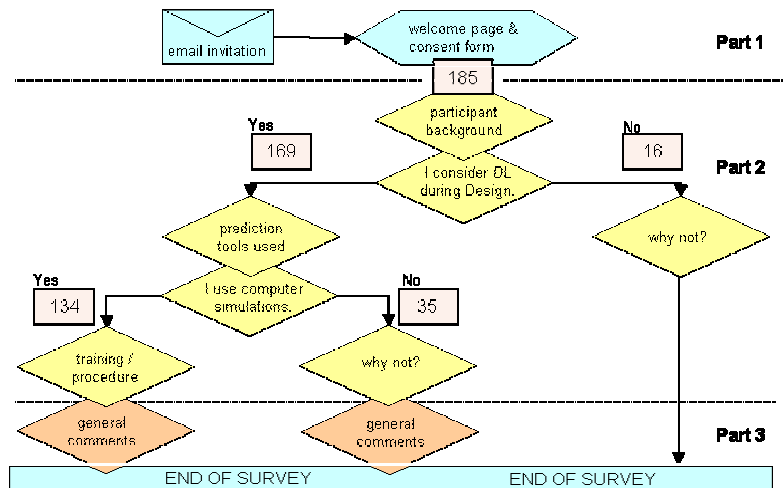 email invitation
welcome page &
consent form
Part 1
185
participant
background
Yes
169
No
16
Part 2
I consider DL
during Design.
prediction
tools used
why not?
I use computer
simulations.
Yes
134
No
35
training /
procedure
why not?
general
comments
general
comments
Part 3
END OF SURVEY
END OF SURVEY